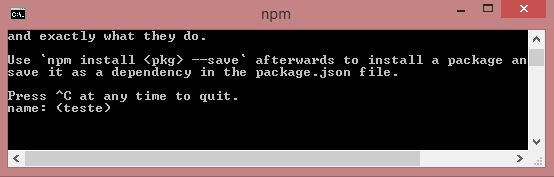 npm
and exactly what they do.
Use `npm install <pkg> --save` afterwards to install a package an
save it as a dependency in the package.json file.
Press ^C at any time to quit.
name: (teste)